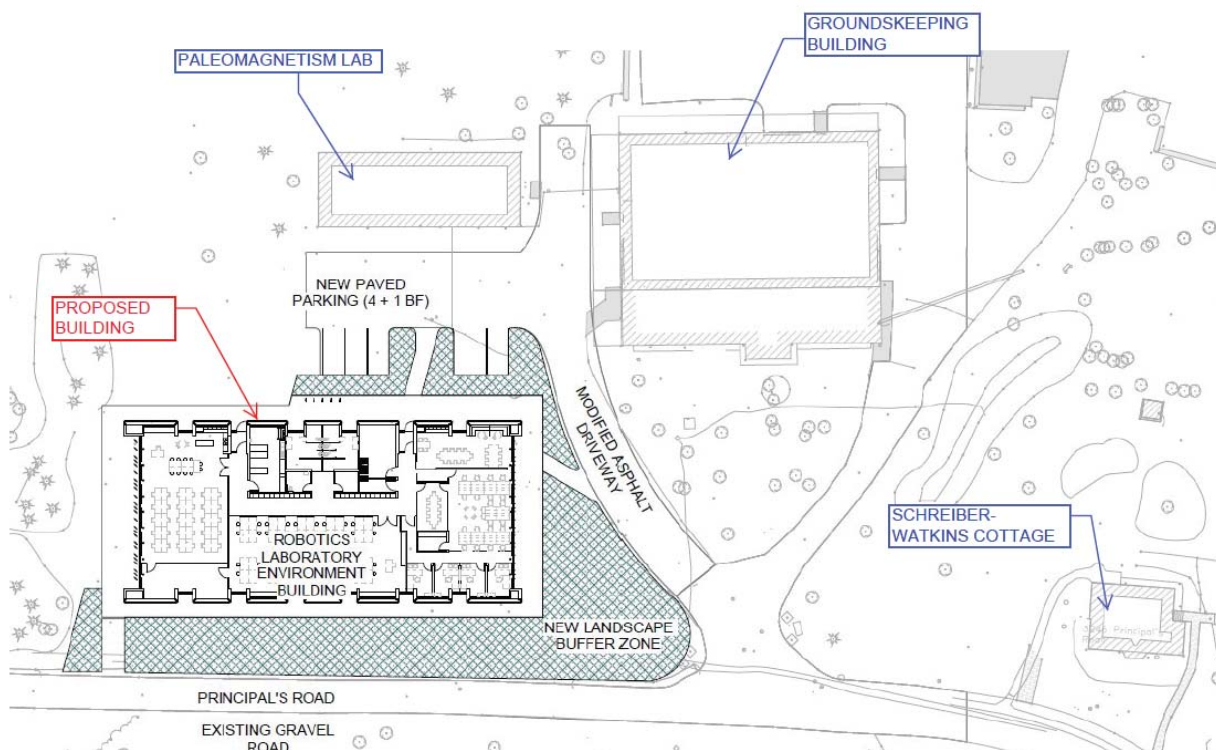 GROUNDSKEEPING
BUILDING
PALEOMAGNETISM LAB
NEW PAVED
PARKING (4 + 1 BF)
PROPOSED
BUILDING
MODIFIED ASPHALT
DRIVEWAY
SCHREIBER-
WATKINS COTTAGE
ROBOTICS
LABORATORY
ENVIRONMENT
BUILDING
NEW LANDSCAPE
BUFFER ZONE
Principal's
PRINCIPAL'S ROAD
EXISTING GRAVEL
ROAD